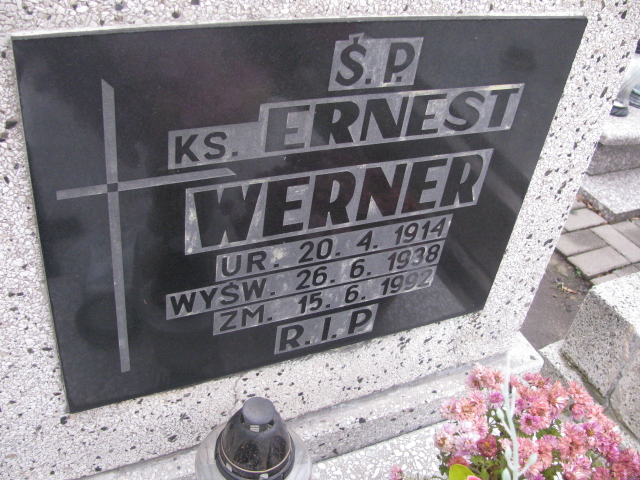 Ś.P.
KS. ERNEST
WERNER
UR. 20. 4. 1914
WYŚW. 26. 6. 1938
ZM. 15. 6. 1992
R.I.P